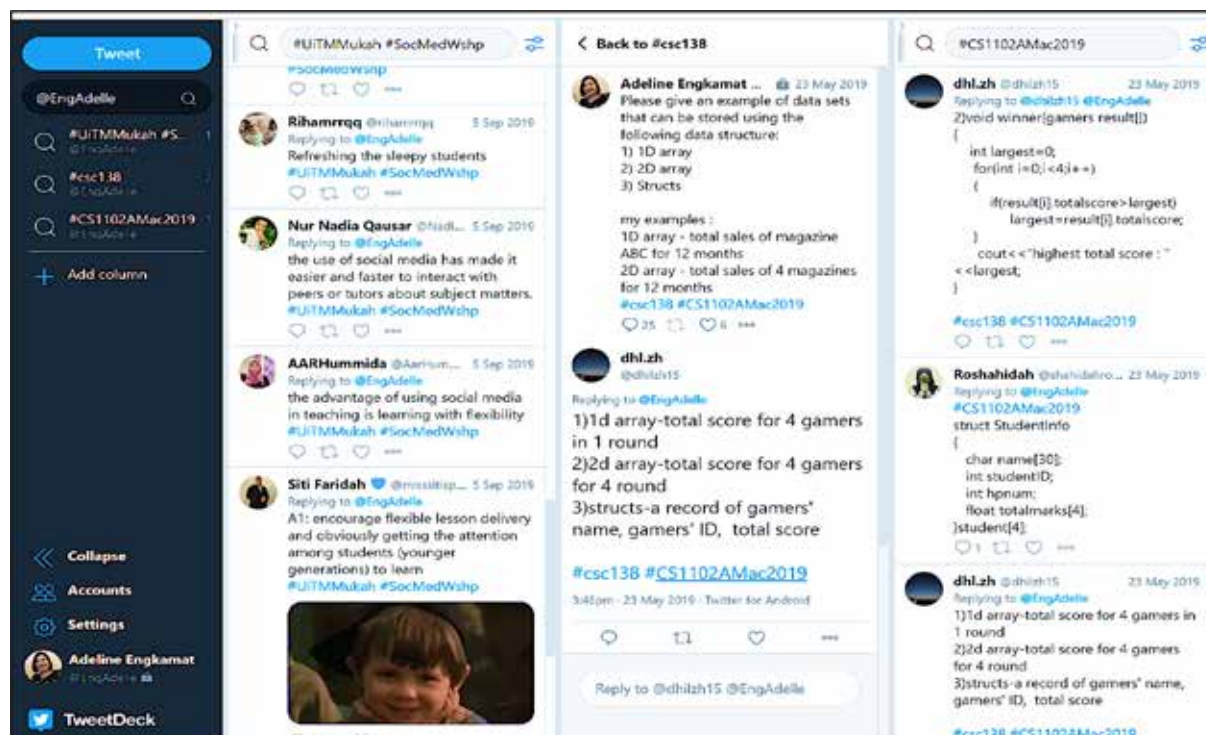 Tweet
@EngAdelle
#UiTMMukah #S...
@EngAdelle
#csc138
@EngAdelle
#CS1102AMac2019
@EngAdelle
Add column
Collapse
Accounts
Settings
Adeline Engkamat
@EngAdelle
TweetDeck
#UiTMMukah #SocMedWshp
#SocMedWshp
Rihamrrqq @rihamrrqq 5 Sep 2019
Replying to @EngAdelle
Refreshing the sleepy students
#UiTMMukah #SocMedWshp
Nur Nadia Qausar @Nadi... 5 Sep 2019
Replying to @EngAdelle
the use of social media has made it
easier and faster to interact with
peers or tutors about subject matters.
#UiTMMukah #SocMedWshp
AARHummida 5 Sep 2019
Replying to @EngAdelle
the advantage of using social media
in teaching is learning with flexibility
#UiTMMukah #SocMedWshp
Siti Faridah 5 Sep 2019
Replying to @EngAdelle
A1: encourage flexible lesson delivery
and obviously getting the attention
among students (younger
generations) to learn
#UiTMMukah #SocMedWshp
Back to #csc138
Adeline Engkamat ... 23 May 2019
Please give an example of data sets
that can be stored using the
following data structure:
1) 1D array
2) 2D array
3) Structs
my examples :
1D array - total sales of magazine
ABC for 12 months
2D array - total sales of 4 magazines
for 12 months
#csc138 #CS1102AMac2019
25 6
dhl.zh
@dhilzh15
Replying to @EngAdelle
1)1d array-total score for 4 gamers
in 1 round
2)2d array-total score for 4 gamers
for 4 round
3)structs-a record of gamers'
name, gamers' ID, total score
#csc138 #CS1102AMac2019
3:45pm · 23 May 2019 · Twitter for Android
Reply to @dhilzh15 @EngAdelle
#CS1102AMac2019
dhl.zh @dhilzh15 23 May 2019
Replying to @dhilzh15 @EngAdelle
2)void winner(gamers result[])
{
int largest=0;
for(int i=0;i<4;i++)
{
if(result[i].totalscore>largest)
largest=result[i].totalscore;
}
cout<<"highest total score : "
<<largest;
}
#csc138 #CS1102AMac2019
Roshahidah @shahidahro... 23 May 2019
Replying to @EngAdelle
#CS1102AMac2019
struct StudentInfo
{
char name[30];
int studentID;
int hpnum;
float totalmarks[4];
}student[4];
1
dhl.zh @dhilzh15 23 May 2019
Replying to @EngAdelle
1)1d array-total score for 4 gamers in
1 round
2)2d array-total score for 4 gamers
for 4 round
3)structs-a record of gamers' name,
gamers' ID, total score
#csc138 #CS1102AMac2019